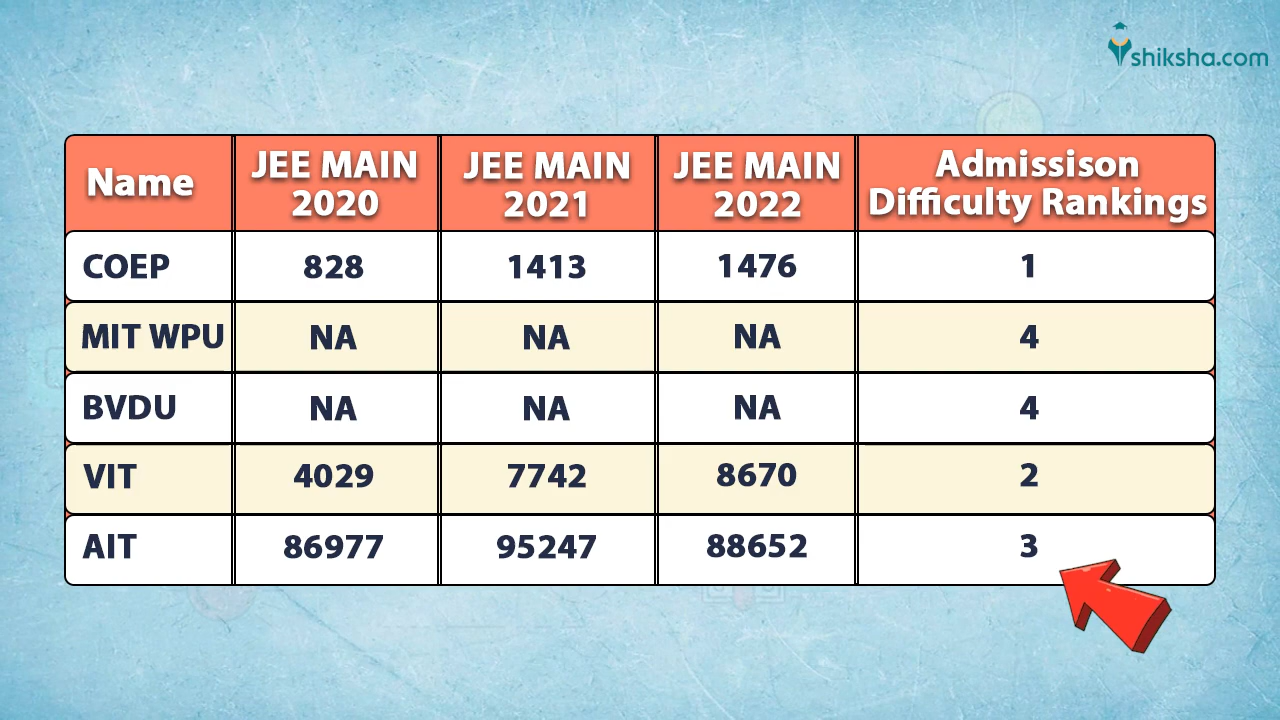 shiksha.com
Name JEE MAIN 2020 JEE MAIN 2021 JEE MAIN 2022 Admissison Difficulty Rankings
COEP 828 1413 1476 1
MIT WPU NA NA NA 4
BVDU NA NA NA 4
VIT 4029 7742 8670 2
AIT 86977 95247 88652 3